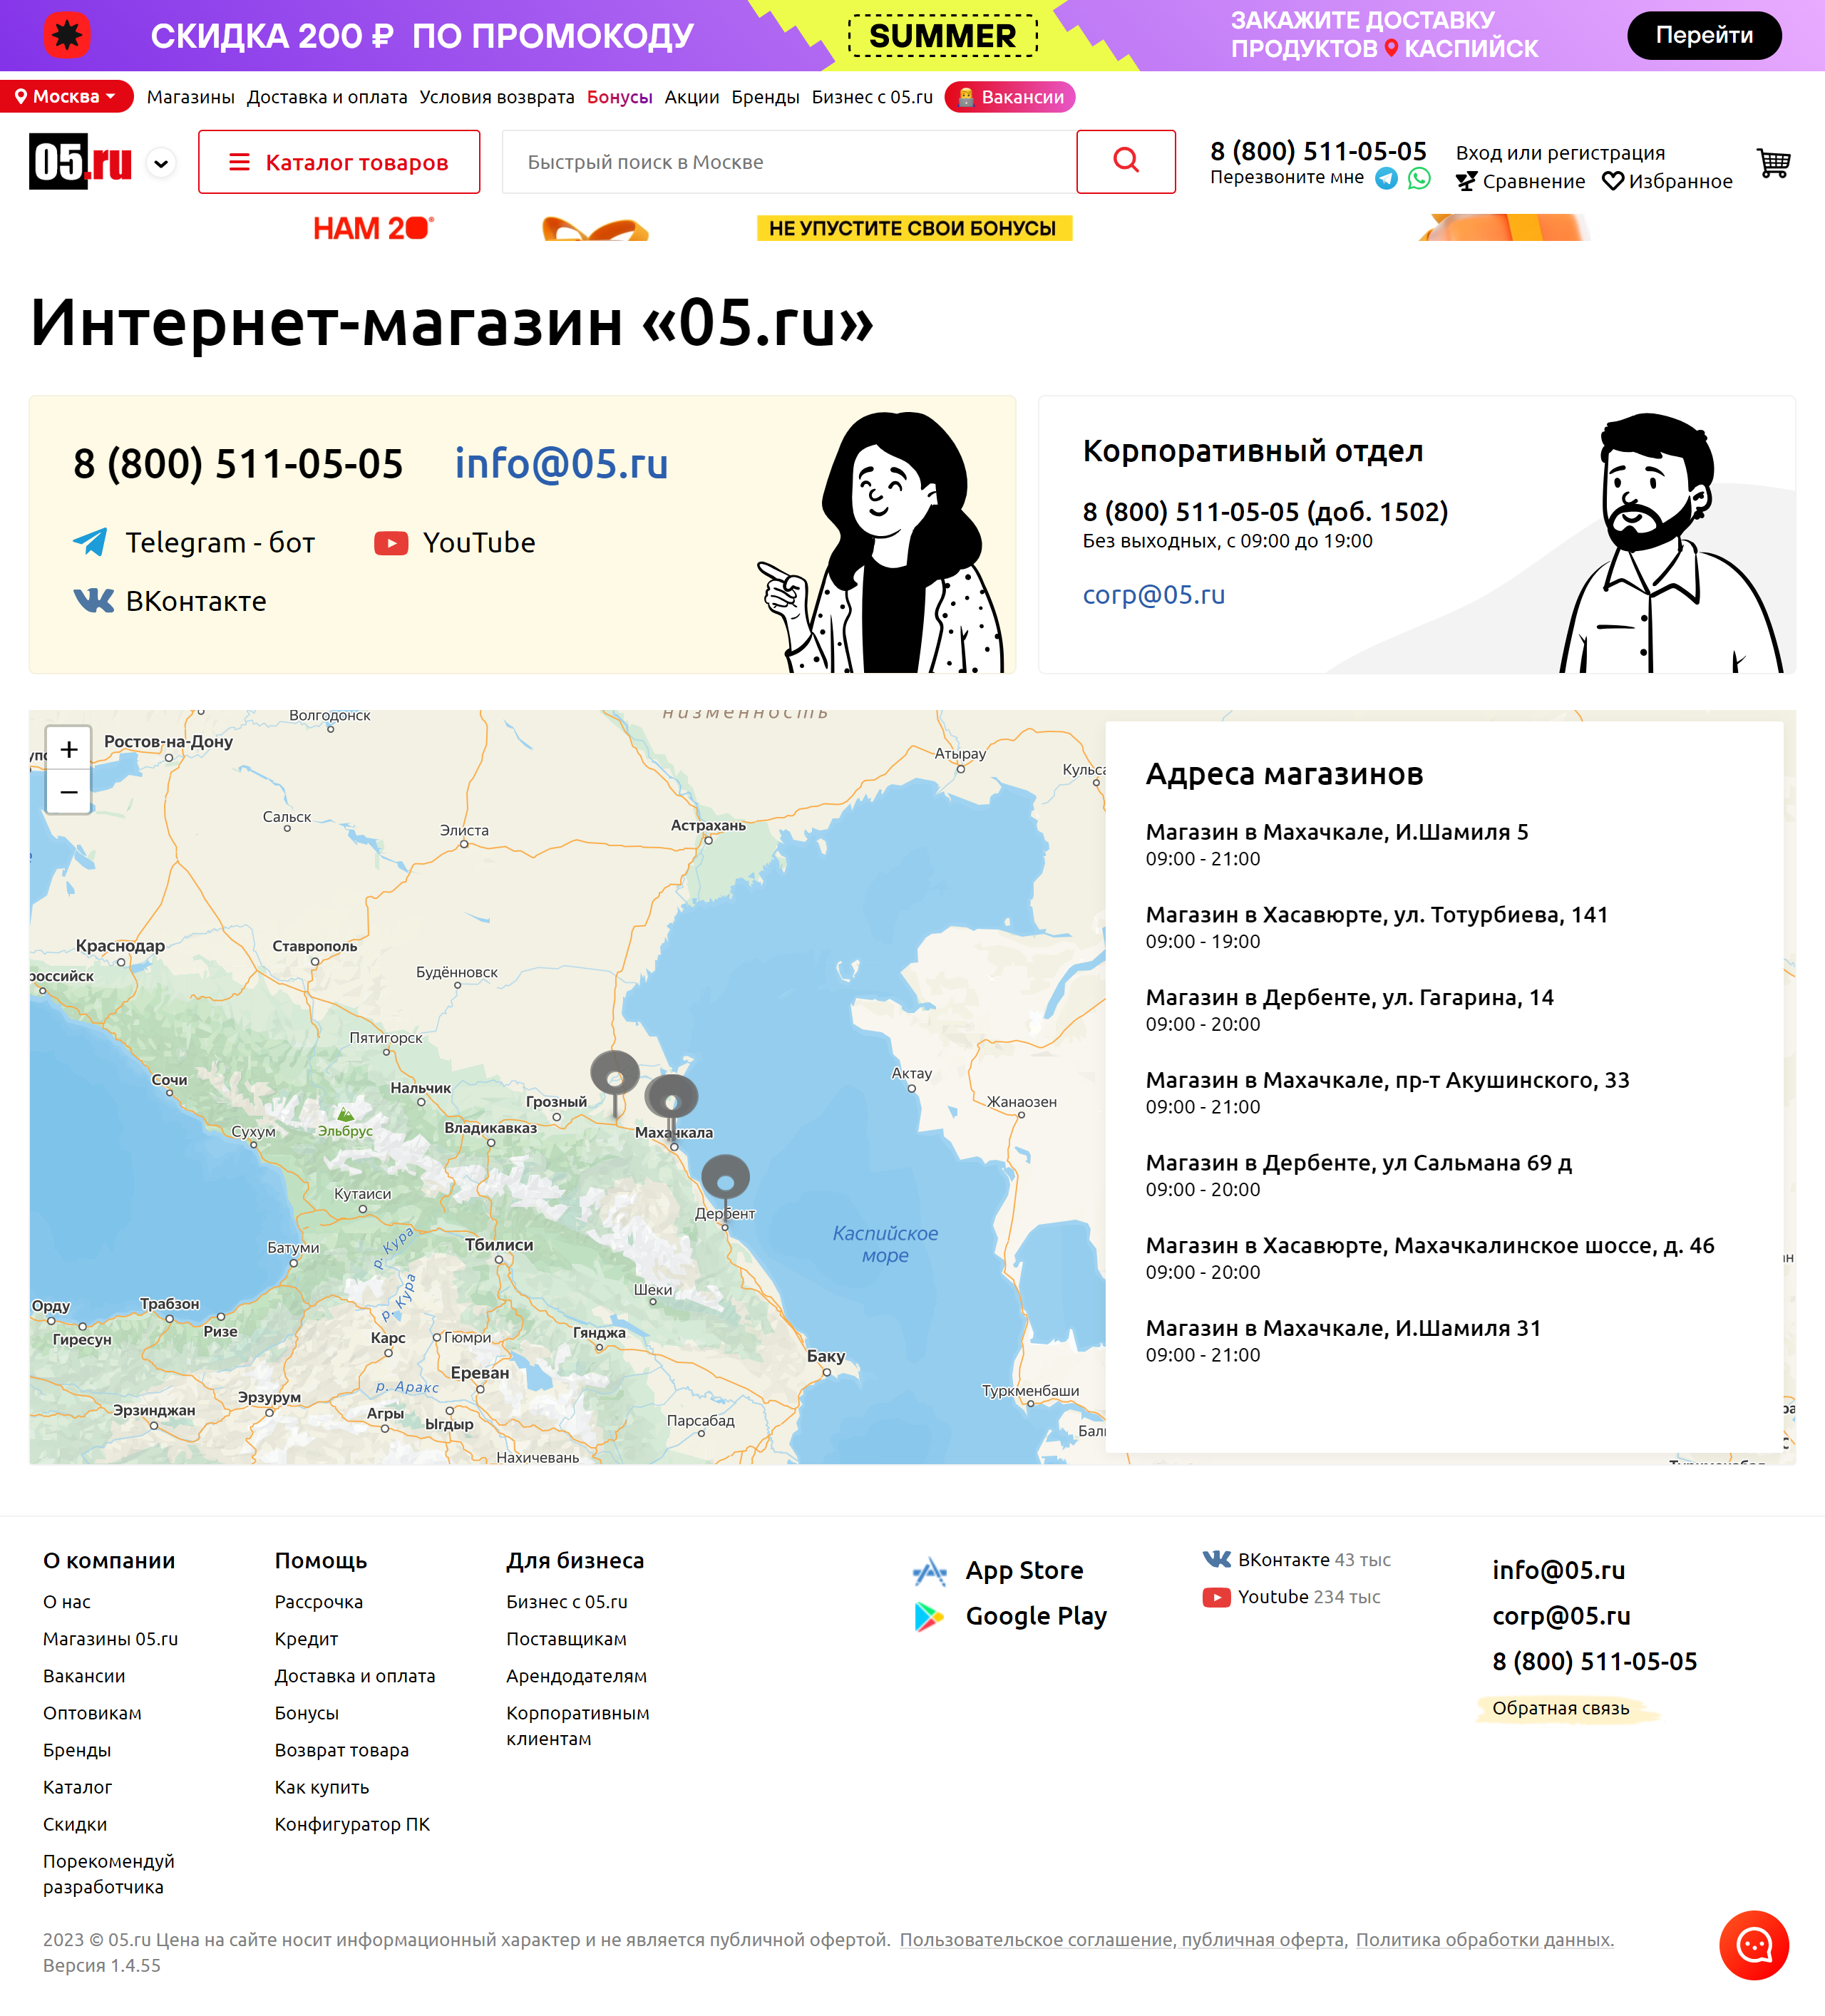 СКИДКА 200 ₽ ПО ПРОМОКОДУ
SUMMER
ЗАКАЖИТЕ ДОСТАВКУ
ПРОДУКТОВ КАСПИЙСК
Перейти
Москва
Магазины Доставка и оплата Условия возврата Бонусы Акции Бренды Бизнес с 05.ru Вакансии
05.ru
Каталог товаров
Быстрый поиск в Москве
8 (800) 511-05-05
Перезвоните мне
Вход или регистрация
Сравнение Избранное
НАМ 20
НЕ УПУСТИТЕ СВОИ БОНУСЫ
Интернет-магазин «05.ru»
8 (800) 511-05-05 info@05.ru
Telegram - бот YouTube
ВКонтакте
Корпоративный отдел
8 (800) 511-05-05 (доб. 1502)
Без выходных, с 09:00 до 19:00
corp@05.ru
+
−
низменность
Волгодонск
Ростов-на-Дону
Атырау
Сальск
Элиста
Астрахань
Краснодар
Ставрополь
Будённовск
российск
Пятигорск
Сочи
Нальчик
Грозный
Актау
Жанаозен
Сухум
Эльбрус
Владикавказ
Махачкала
Кутаиси
Дербент
Каспийское
море
Батуми
р. Кура
Тбилиси
р. Кура
Шеки
Орду
Трабзон
Гиресун
Ризе
Карс
Гюмри
Гянджа
Баку
Ереван
р. Аракс
Эрзурум
Эрзинджан
Агры
Ыгдыр
Парсабад
Туркменбаши
Нахичевань
Адреса магазинов
Магазин в Махачкале, И.Шамиля 5
09:00 - 21:00
Магазин в Хасавюрте, ул. Тотурбиева, 141
09:00 - 19:00
Магазин в Дербенте, ул. Гагарина, 14
09:00 - 20:00
Магазин в Махачкале, пр-т Акушинского, 33
09:00 - 21:00
Магазин в Дербенте, ул Сальмана 69 д
09:00 - 20:00
Магазин в Хасавюрте, Махачкалинское шоссе, д. 46
09:00 - 20:00
Магазин в Махачкале, И.Шамиля 31
09:00 - 21:00
О компании
О нас
Магазины 05.ru
Вакансии
Оптовикам
Бренды
Каталог
Скидки
Порекомендуй
разработчика
Помощь
Рассрочка
Кредит
Доставка и оплата
Бонусы
Возврат товара
Как купить
Конфигуратор ПК
Для бизнеса
Бизнес с 05.ru
Поставщикам
Арендодателям
Корпоративным
клиентам
App Store
Google Play
ВКонтакте 43 тыс
Youtube 234 тыс
info@05.ru
corp@05.ru
8 (800) 511-05-05
Обратная связь
2023 © 05.ru Цена на сайте носит информационный характер и не является публичной офертой. Пользовательское соглашение, публичная оферта, Политика обработки данных.
Версия 1.4.55